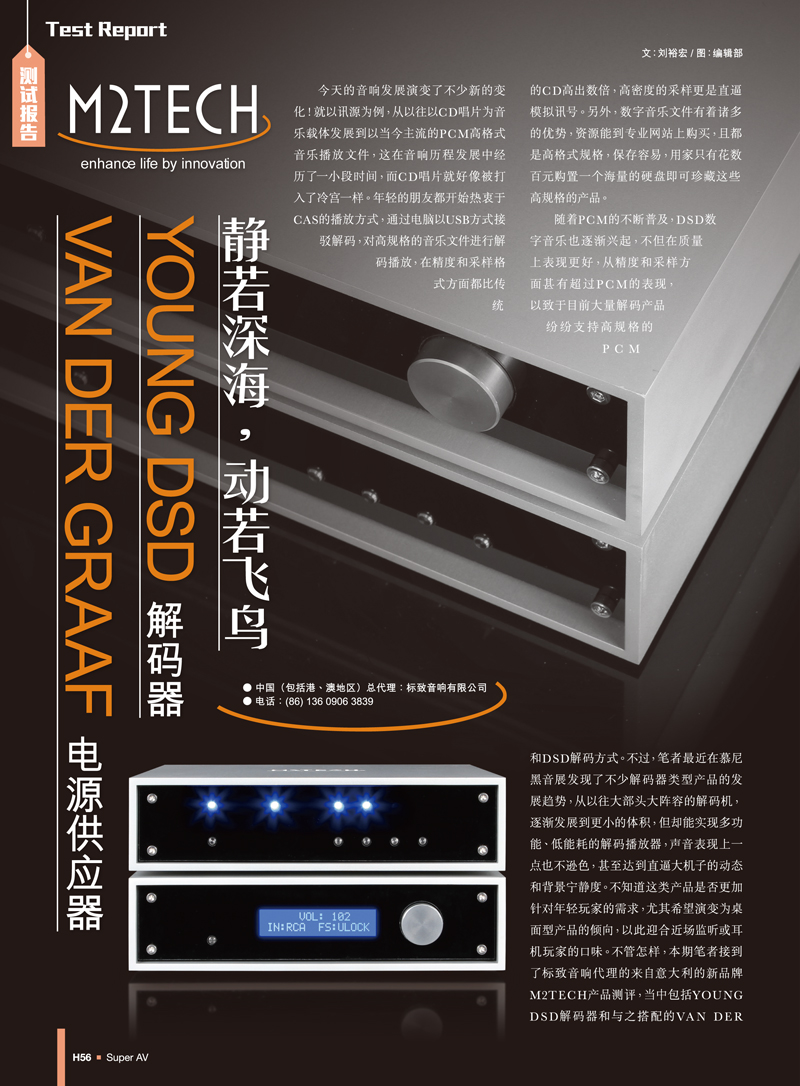 Test Report
测试报告
文：刘裕宏 / 图：编辑部
M2TECH
enhance life by innovation
静若深海，动若飞鸟
YOUNG DSD 解码器
VAN DER GRAAF 电源供应器
今天的音响发展演变了不少新的变
化！就以讯源为例，从以往以CD唱片为音
乐载体发展到以当今主流的PCM高格式
音乐播放文件，这在音响历程发展中经
历了一小段时间，而CD唱片就好像被打
入了冷宫一样。年轻的朋友都开始热衷于
CAS的播放方式，通过电脑以USB方式接
驳解码，对高规格的音乐文件进行解
码播放，在精度和采样格
式方面都比传
统
的CD高出数倍，高密度的采样更是直逼
模拟讯号。另外，数字音乐文件有着诸多
的优势，资源能到专业网站上购买，且都
是高格式规格，保存容易，用家只有花数
百元购置一个海量的硬盘即可珍藏这些
高规格的产品。
随着PCM的不断普及，DSD数
字音乐也逐渐兴起，不但在质量
上表现更好，从精度和采样方
面甚有超过PCM的表现，
以致于目前大量解码产品
纷纷支持高规格的
PCM
● 中国（包括港、澳地区）总代理：标致音响有限公司
● 电话：(86) 136 0906 3839
VOL: 102
IN:RCA FS:ULOCK
和DSD解码方式。不过，笔者最近在慕尼
黑音展发现了不少解码器类型产品的发
展趋势，从以往大部头大阵容的解码机，
逐渐发展到更小的体积，但却能实现多功
能、低能耗的解码播放器，声音表现上一
点也不逊色，甚至达到直逼大机子的动态
和背景宁静度。不知道这类产品是否更加
针对年轻玩家的需求，尤其希望演变为桌
面型产品的倾向，以此迎合近场监听或耳
机玩家的口味。不管怎样，本期笔者接到
了标致音响代理的来自意大利的新品牌
M2TECH产品测评，当中包括YOUNG
DSD解码器和与之搭配的VAN DER
H56 ■ Super AV